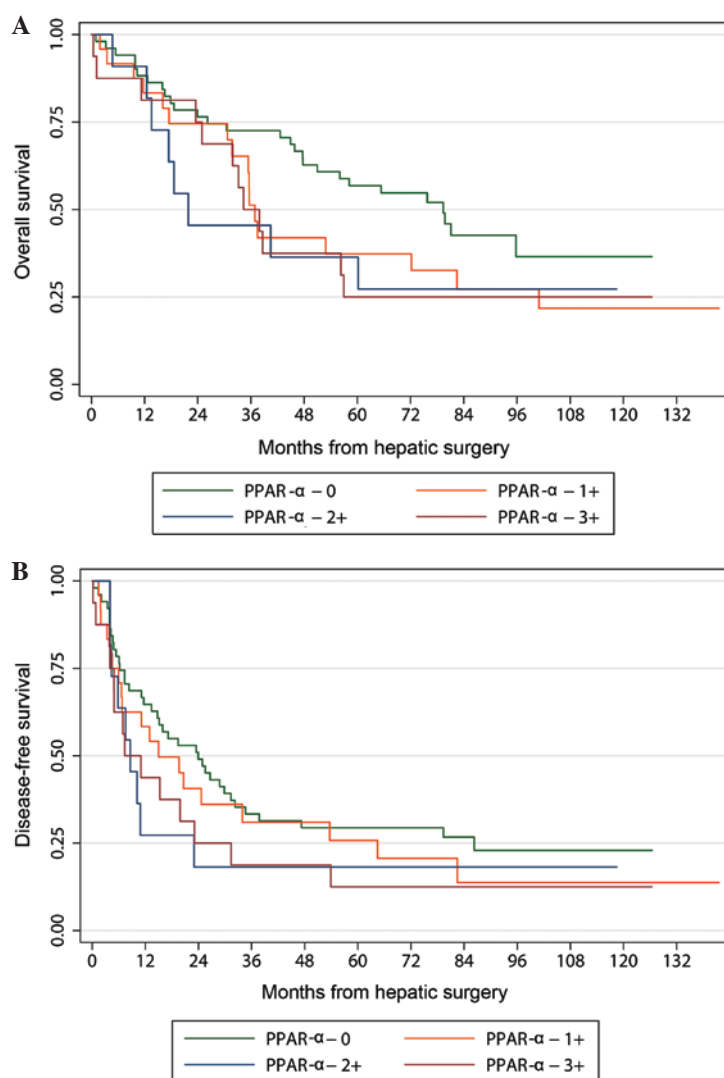 A
Overall survival
1.00
0.75
0.50
0.25
0.00
0 12 24 36 48 60 72 84 96 108 120 132
Months from hepatic surgery
PPAR-α – 0 PPAR-α – 1+
PPAR-α – 2+ PPAR-α – 3+
B
Disease-free survival
1.00
0.75
0.50
0.25
0.00
0 12 24 36 48 60 72 84 96 108 120 132
Months from hepatic surgery
PPAR-α – 0 PPAR-α – 1+
PPAR-α – 2+ PPAR-α – 3+